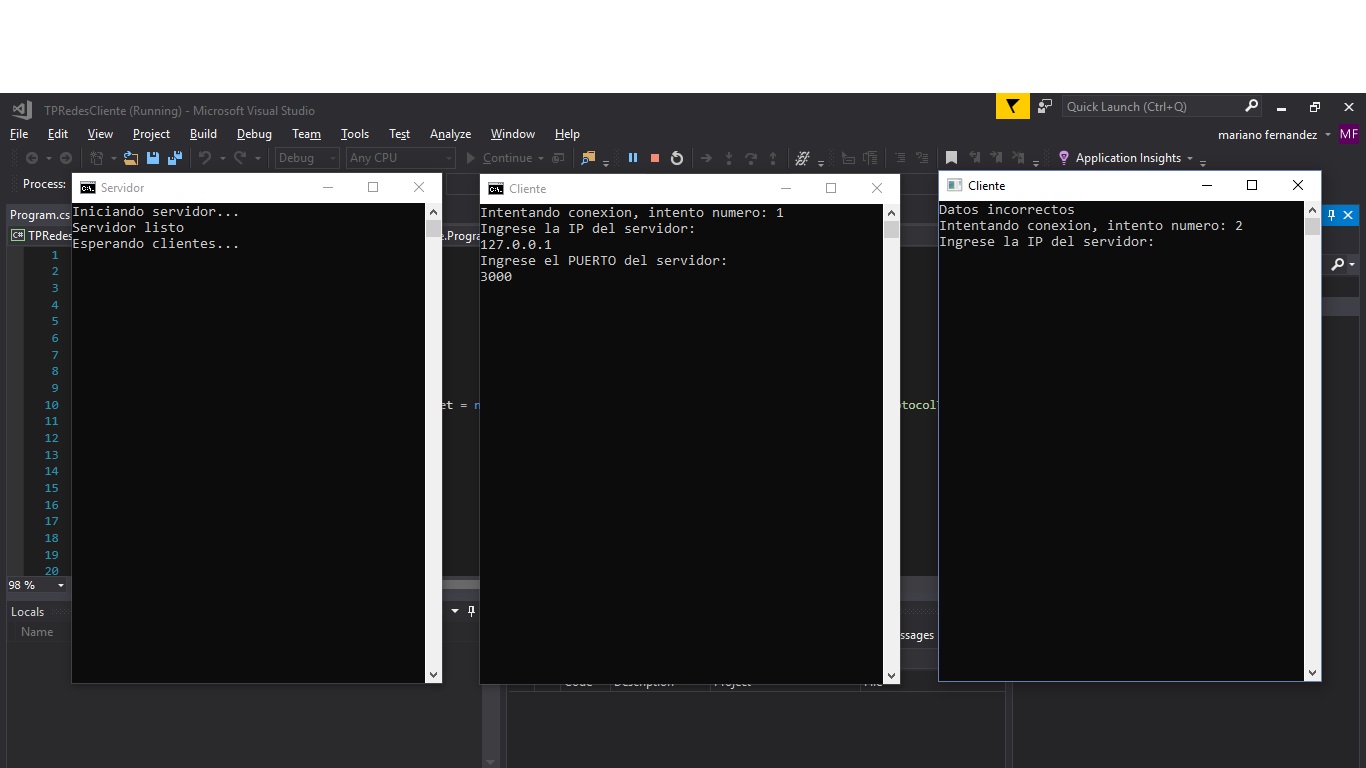 TPRedesCliente (Running) - Microsoft Visual Studio
Quick Launch (Ctrl+Q)
File Edit View Project Build Debug Team Tools Test Analyze Window Help
mariano fernandez MF
Debug Any CPU Continue Application Insights
Process:
Program.cs
TPRedes
e.Progra
1
2
3
4
5
6
7
8
9
10
et = n
otocol
11
12
13
14
15
16
17
18
19
20
98 %
Locals
Name
ssages
Code Description Project File
Servidor
Iniciando servidor...
Servidor listo
Esperando clientes...
Cliente
Intentando conexion, intento numero: 1
Ingrese la IP del servidor:
127.0.0.1
Ingrese el PUERTO del servidor:
3000
Cliente
Datos incorrectos
Intentando conexion, intento numero: 2
Ingrese la IP del servidor: